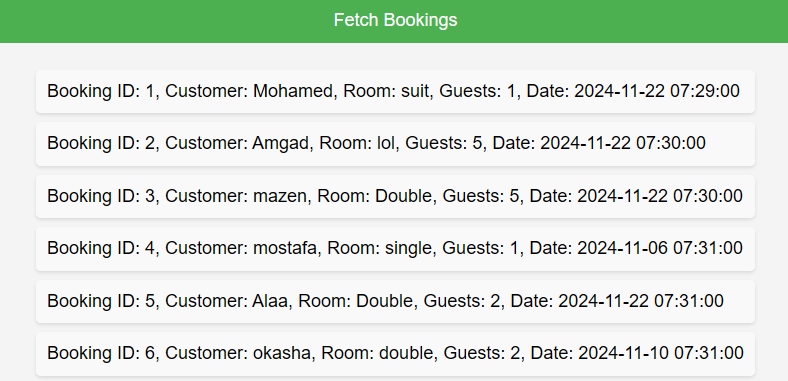 Fetch Bookings
Booking ID: 1, Customer: Mohamed, Room: suit, Guests: 1, Date: 2024-11-22 07:29:00
Booking ID: 2, Customer: Amgad, Room: lol, Guests: 5, Date: 2024-11-22 07:30:00
Booking ID: 3, Customer: mazen, Room: Double, Guests: 5, Date: 2024-11-22 07:30:00
Booking ID: 4, Customer: mostafa, Room: single, Guests: 1, Date: 2024-11-06 07:31:00
Booking ID: 5, Customer: Alaa, Room: Double, Guests: 2, Date: 2024-11-22 07:31:00
Booking ID: 6, Customer: okasha, Room: double, Guests: 2, Date: 2024-11-10 07:31:00